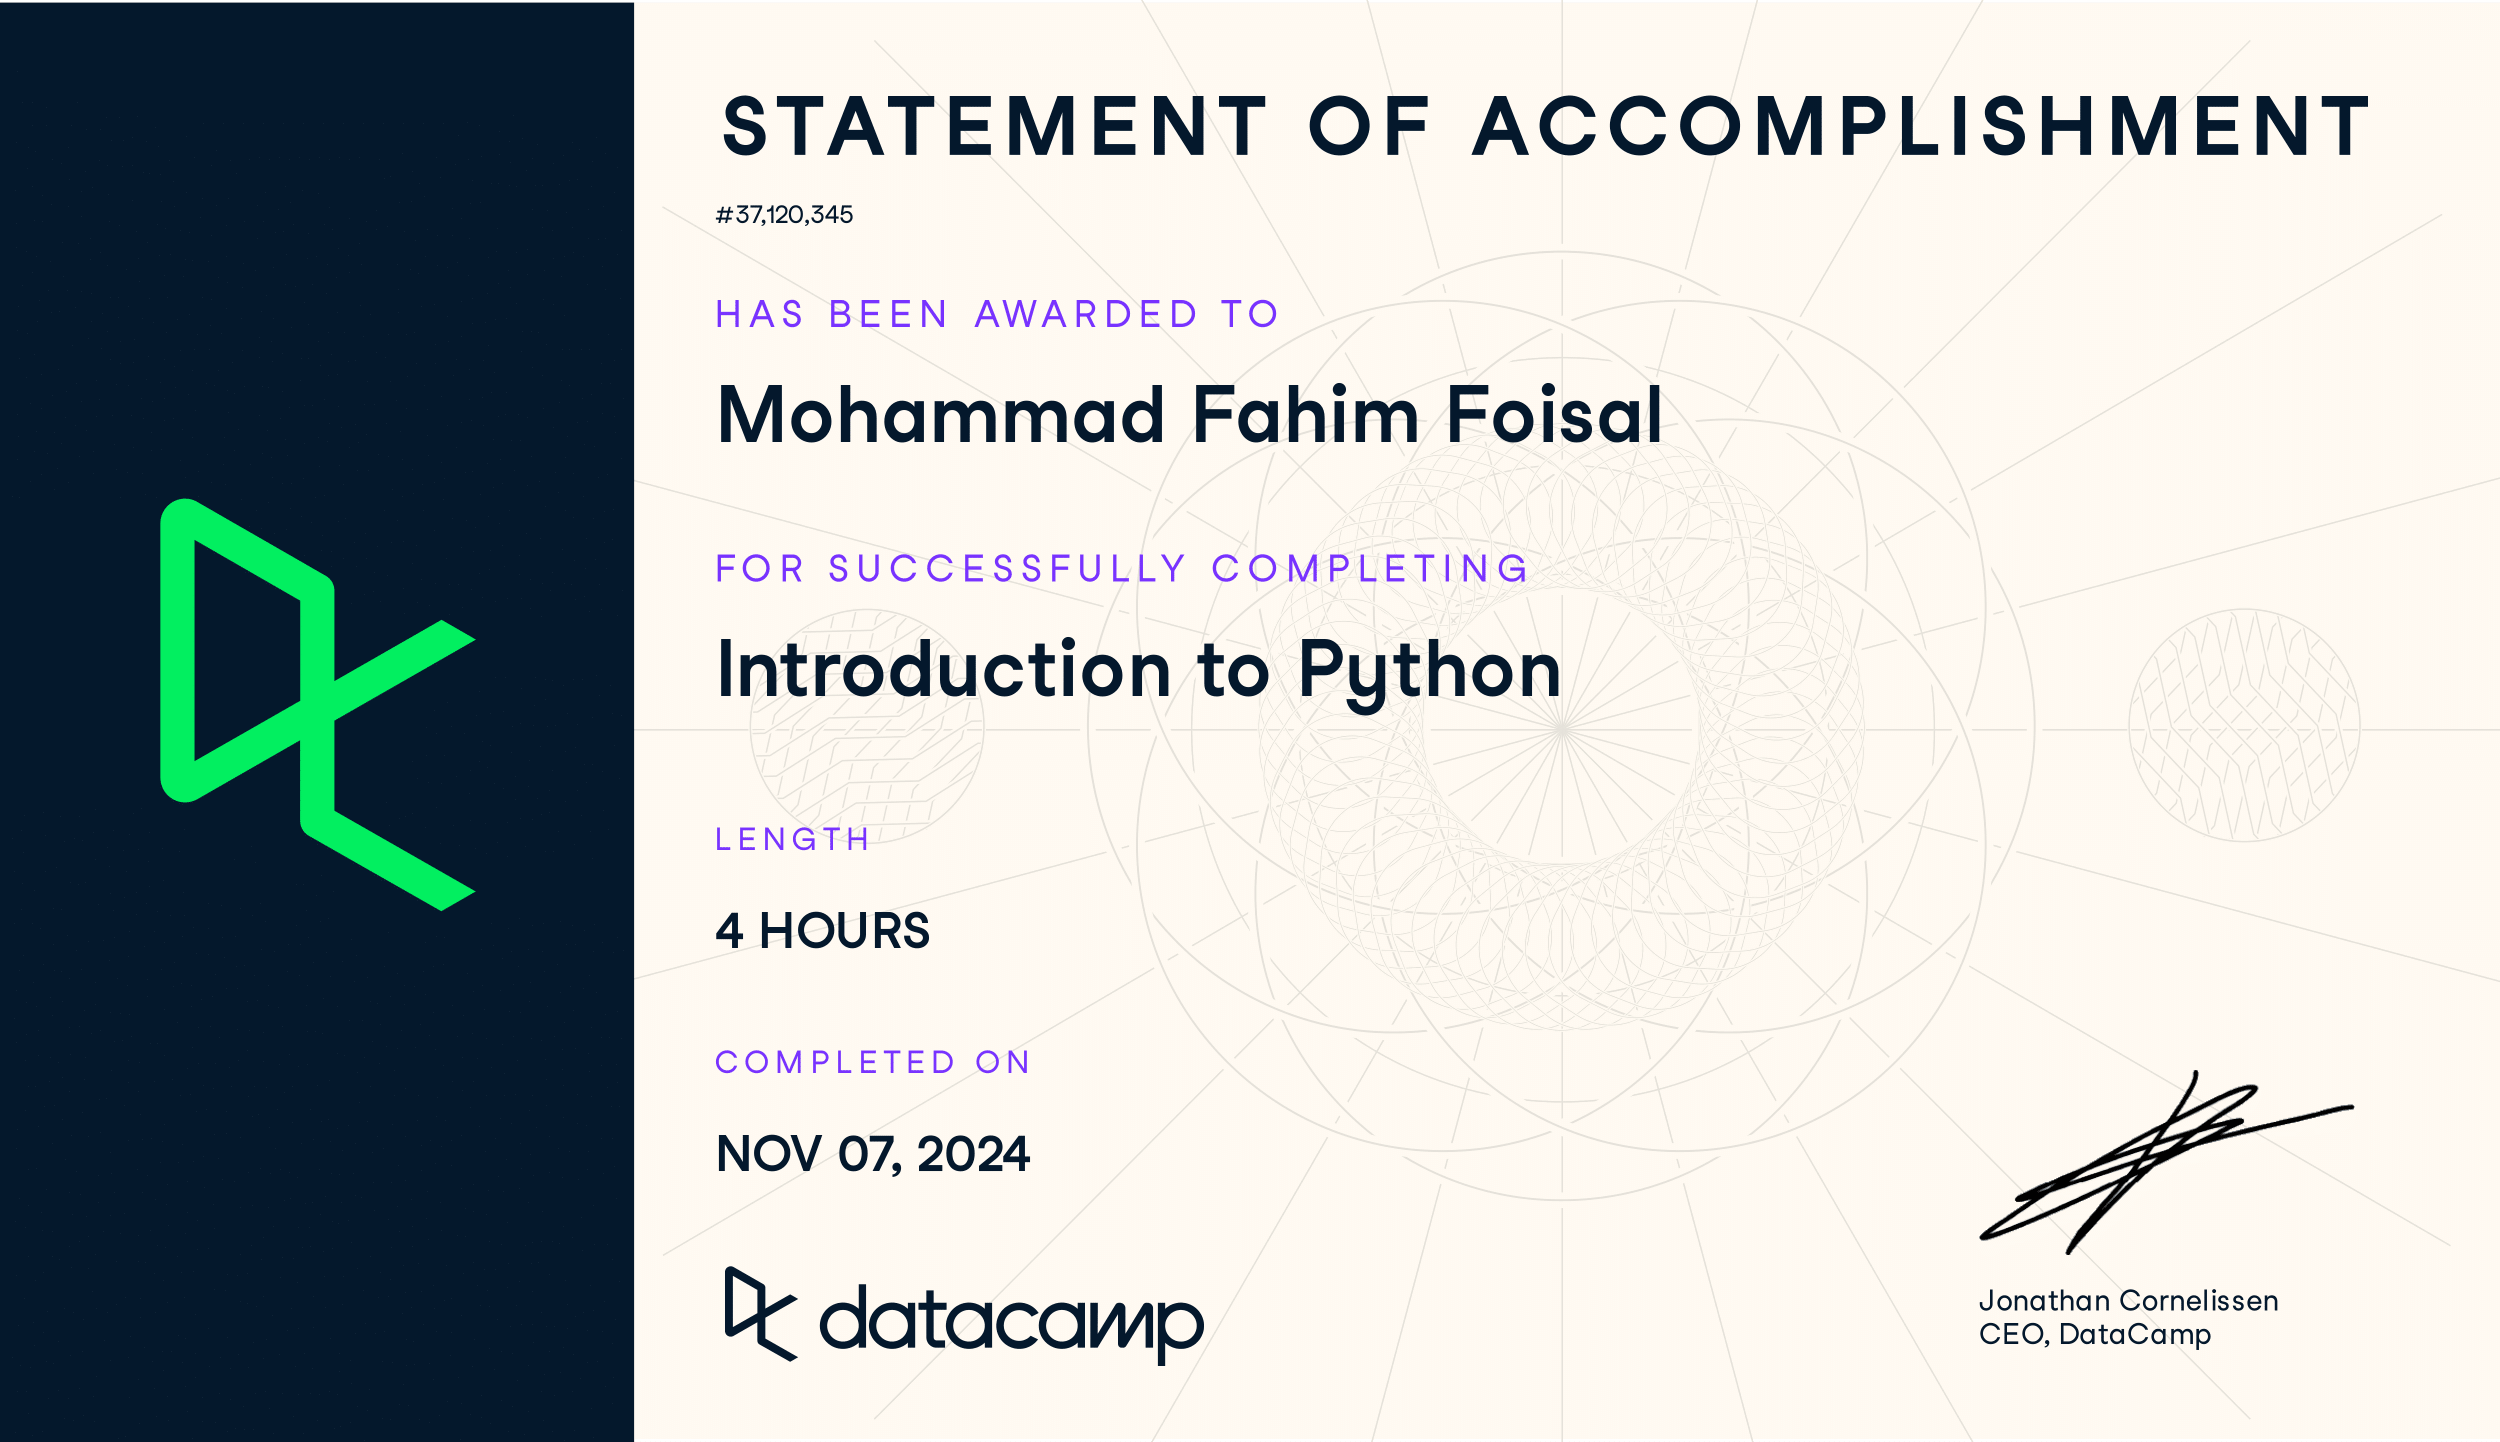 STATEMENT OF ACCOMPLISHMENT
#37,120,345
HAS BEEN AWARDED TO
Mohammad Fahim Foisal
FOR SUCCESSFULLY COMPLETING
Introduction to Python
LENGTH
4 HOURS
COMPLETED ON
NOV 07, 2024
datacamp
Jonathan Cornelissen
CEO, DataCamp